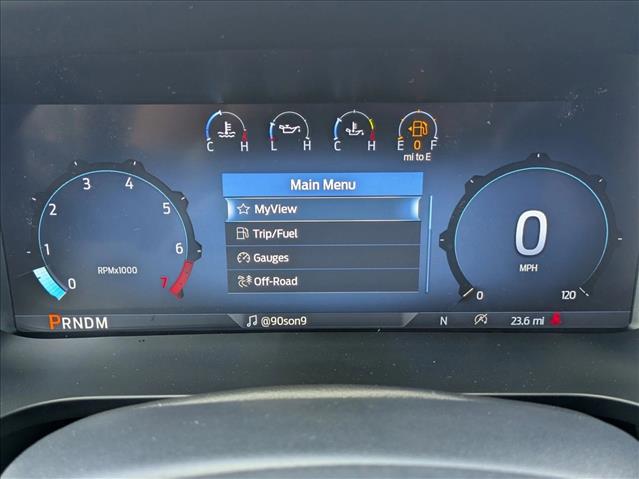 C H L H C H E 0 F
mi to E
Main Menu
MyView
Trip/Fuel
Gauges
Off-Road
0 1 2 3 4 5 6 7
RPMx1000
0
MPH
0 120
PRNDM
@90son9
N 23.6 mi